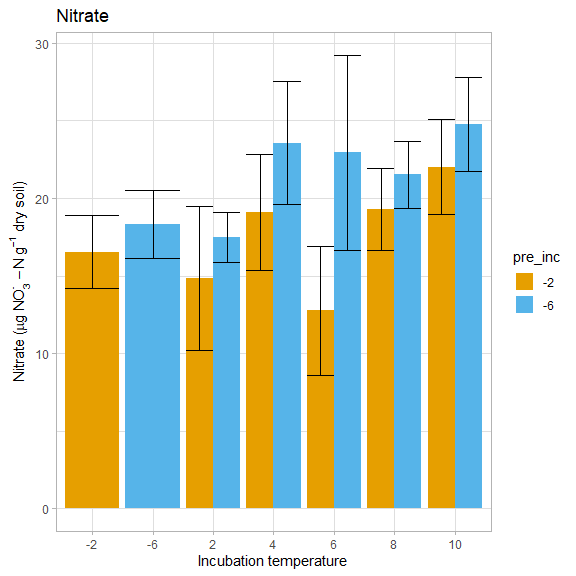 Nitrate
30
20
10
0
Nitrate (µg NO₃⁻ – N g⁻¹ dry soil)
-2 -6 2 4 6 8 10
Incubation temperature
pre_inc
-2
-6